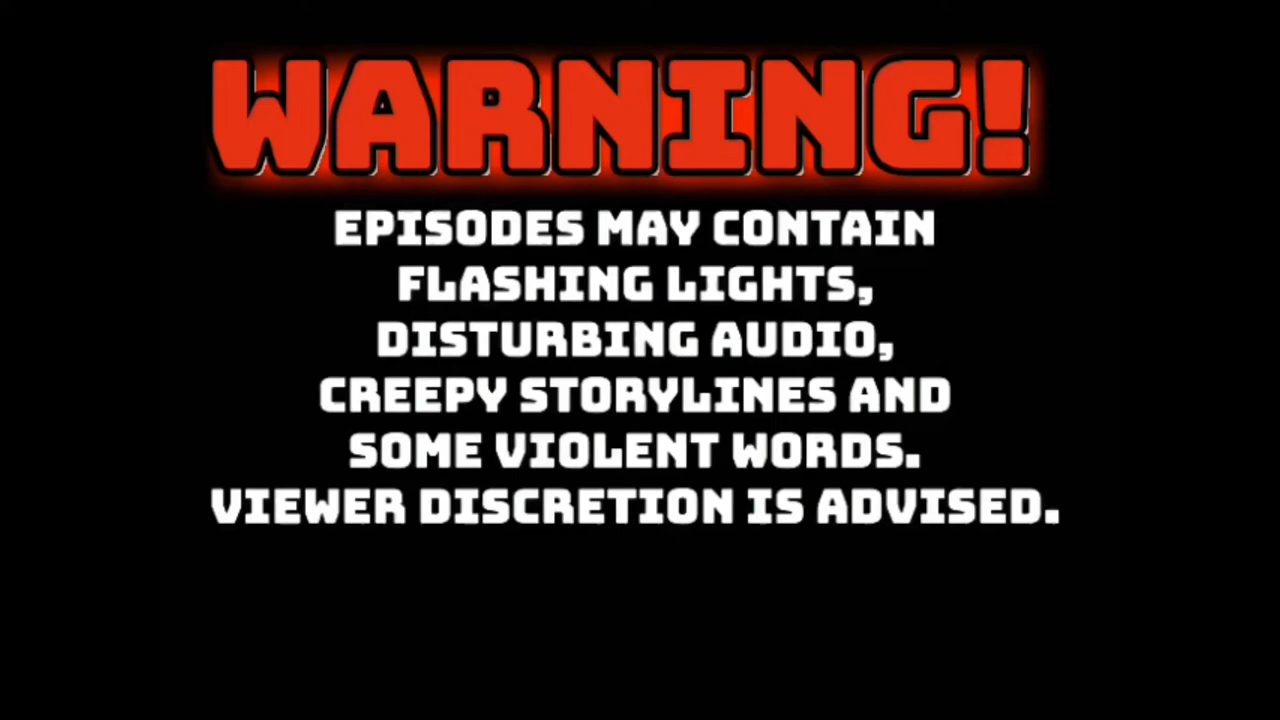 WARNING!
EPISODES MAY CONTAIN
FLASHING LIGHTS,
DISTURBING AUDIO,
CREEPY STORYLINES AND
SOME VIOLENT WORDS.
VIEWER DISCRETION IS ADVISED.